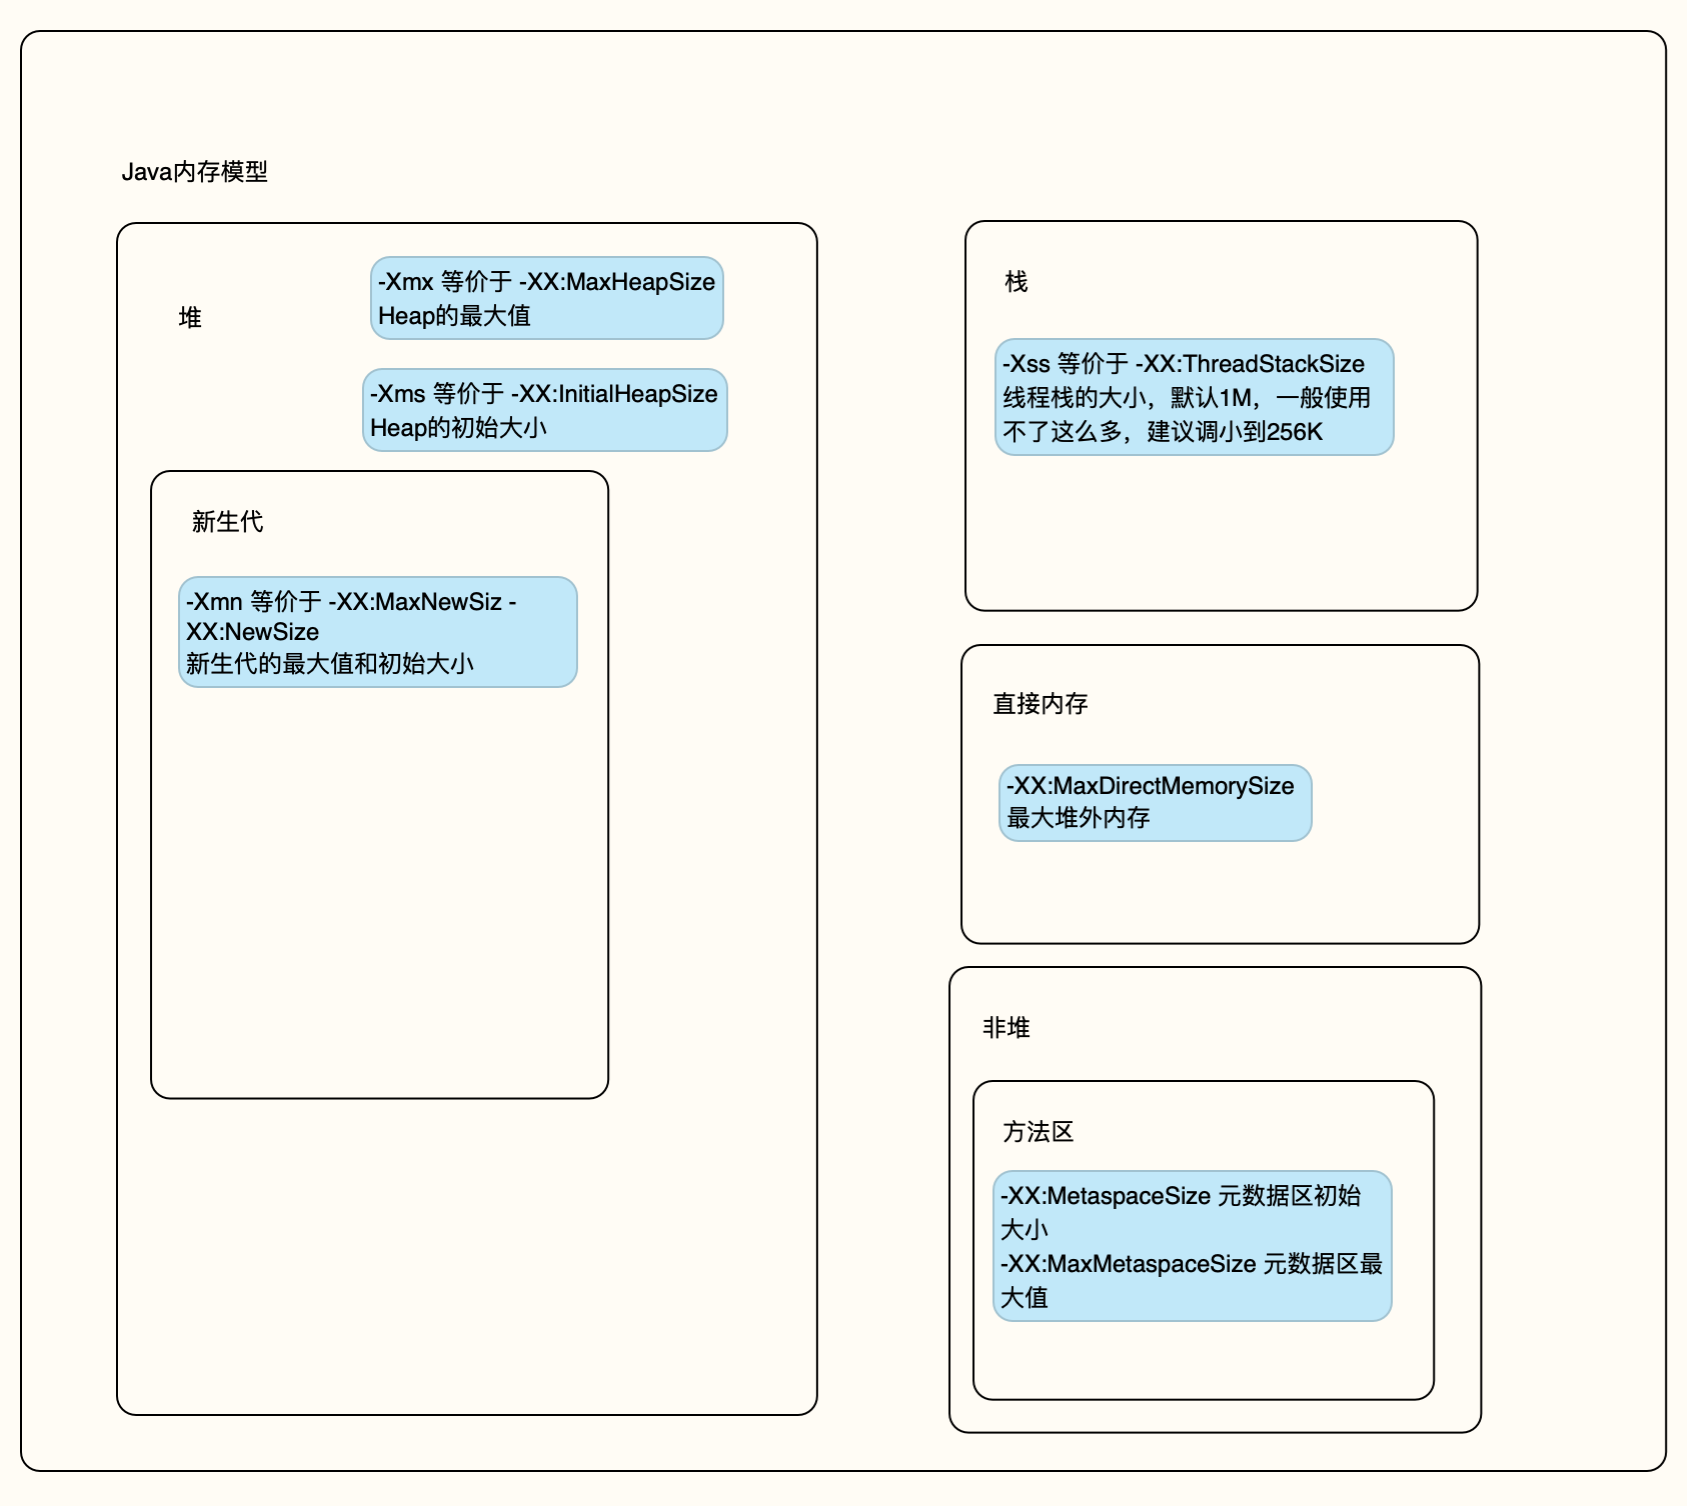 Java内存模型
堆
-Xmx 等价于 -XX:MaxHeapSize
Heap的最大值
-Xms 等价于 -XX:InitialHeapSize
Heap的初始大小
新生代
-Xmn 等价于 -XX:MaxNewSiz -
XX:NewSize
新生代的最大值和初始大小
栈
-Xss 等价于 -XX:ThreadStackSize
线程栈的大小，默认1M，一般使用
不了这么多，建议调小到256K
直接内存
-XX:MaxDirectMemorySize
最大堆外内存
非堆
方法区
-XX:MetaspaceSize 元数据区初始
大小
-XX:MaxMetaspaceSize 元数据区最
大值